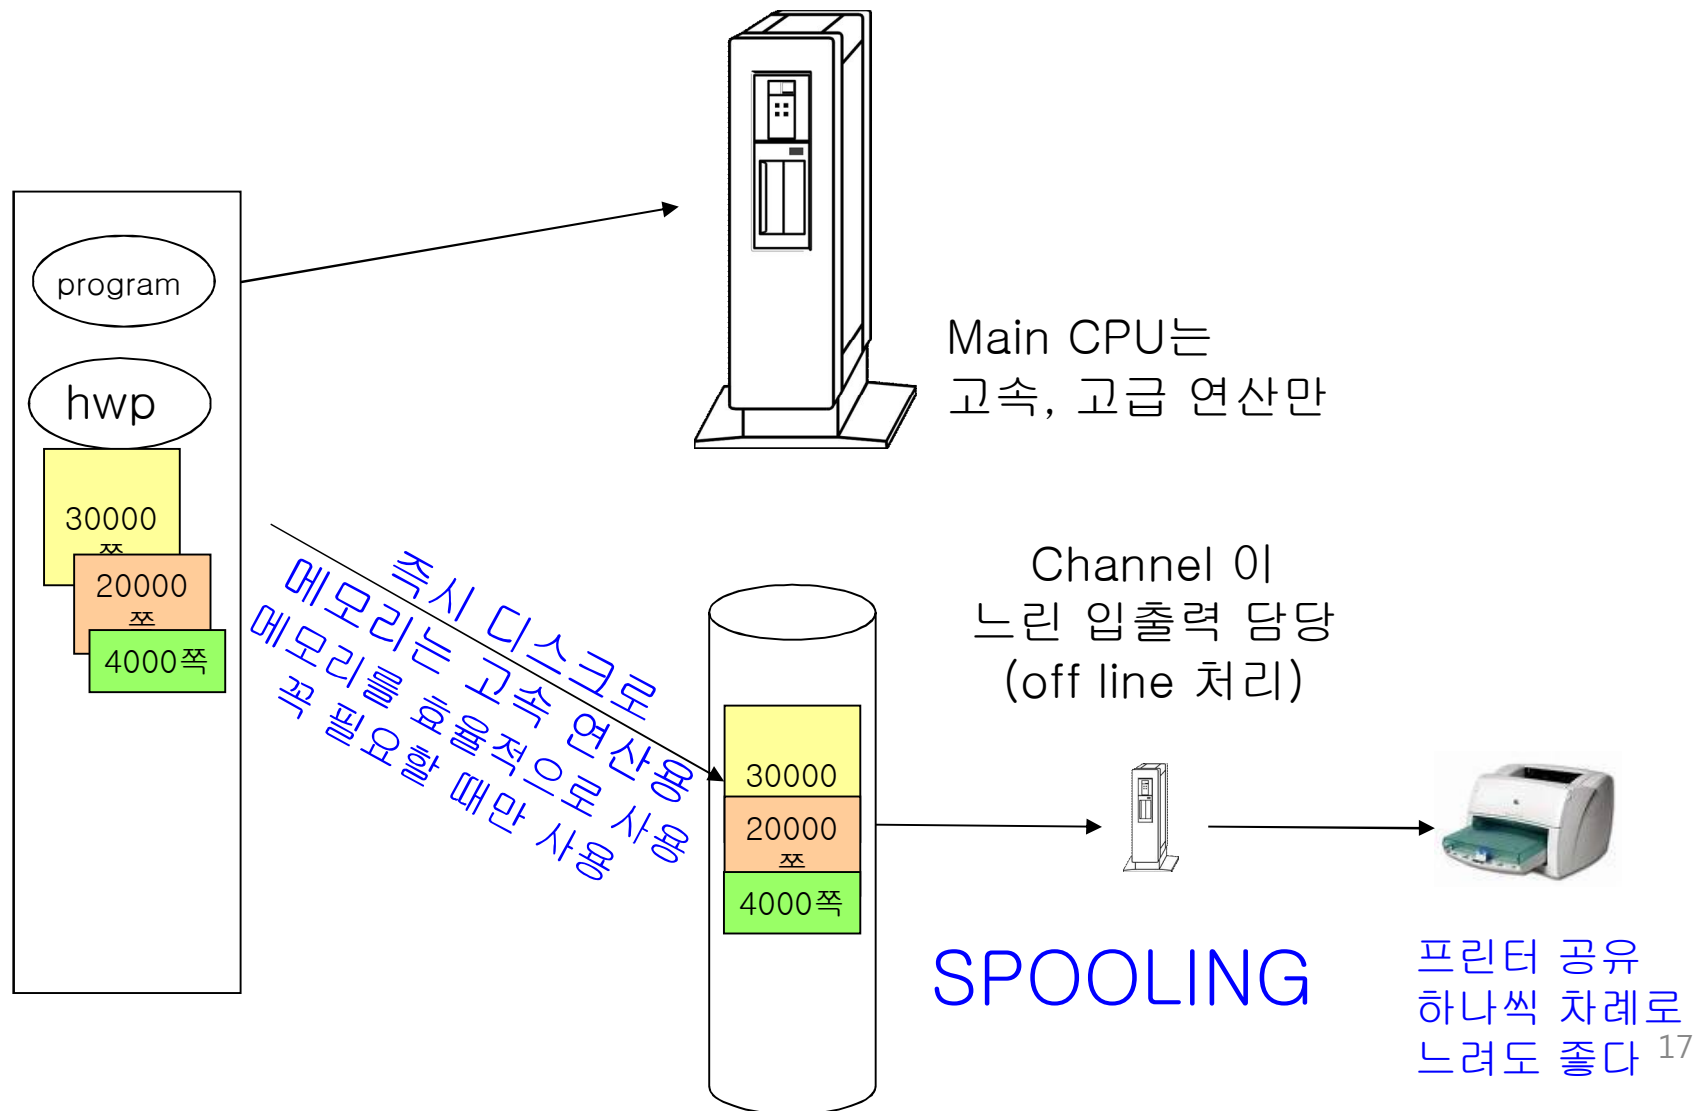 program
hwp
30000
쪽
20000
쪽
4000쪽
Main CPU는
고속, 고급 연산만
즉시 디스크로
메모리는 고속 연산용
메모리를 효율적으로 사용
꼭 필요할 때만 사용
Channel 이
느린 입출력 담당
(off line 처리)
30000
20000
쪽
4000쪽
SPOOLING
프린터 공유
하나씩 차례로
느려도 좋다
17